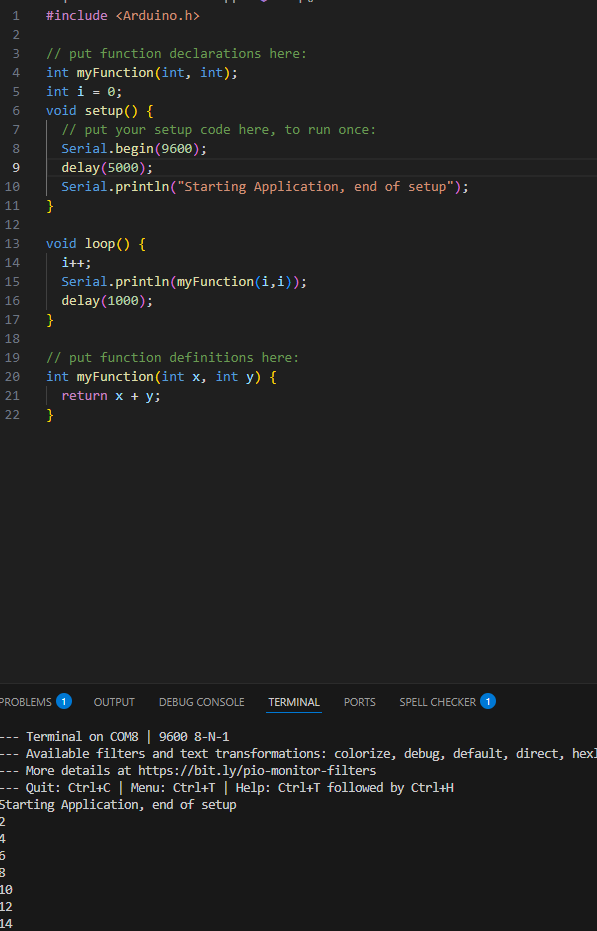 1 #include <Arduino.h>
2
3 // put function declarations here:
4 int myFunction(int, int);
5 int i = 0;
6 void setup() {
7 // put your setup code here, to run once:
8 Serial.begin(9600);
9 delay(5000);
10 Serial.println("Starting Application, end of setup");
11 }
12
13 void loop() {
14 i++;
15 Serial.println(myFunction(i,i));
16 delay(1000);
17 }
18
19 // put function definitions here:
20 int myFunction(int x, int y) {
21 return x + y;
22 }
PROBLEMS 1 OUTPUT DEBUG CONSOLE TERMINAL PORTS SPELL CHECKER 1
--- Terminal on COM8 | 9600 8-N-1
--- Available filters and text transformations: colorize, debug, default, direct, hexl
--- More details at https://bit.ly/pio-monitor-filters
--- Quit: Ctrl+C | Menu: Ctrl+T | Help: Ctrl+T followed by Ctrl+H
Starting Application, end of setup
2
4
6
8
10
12
14